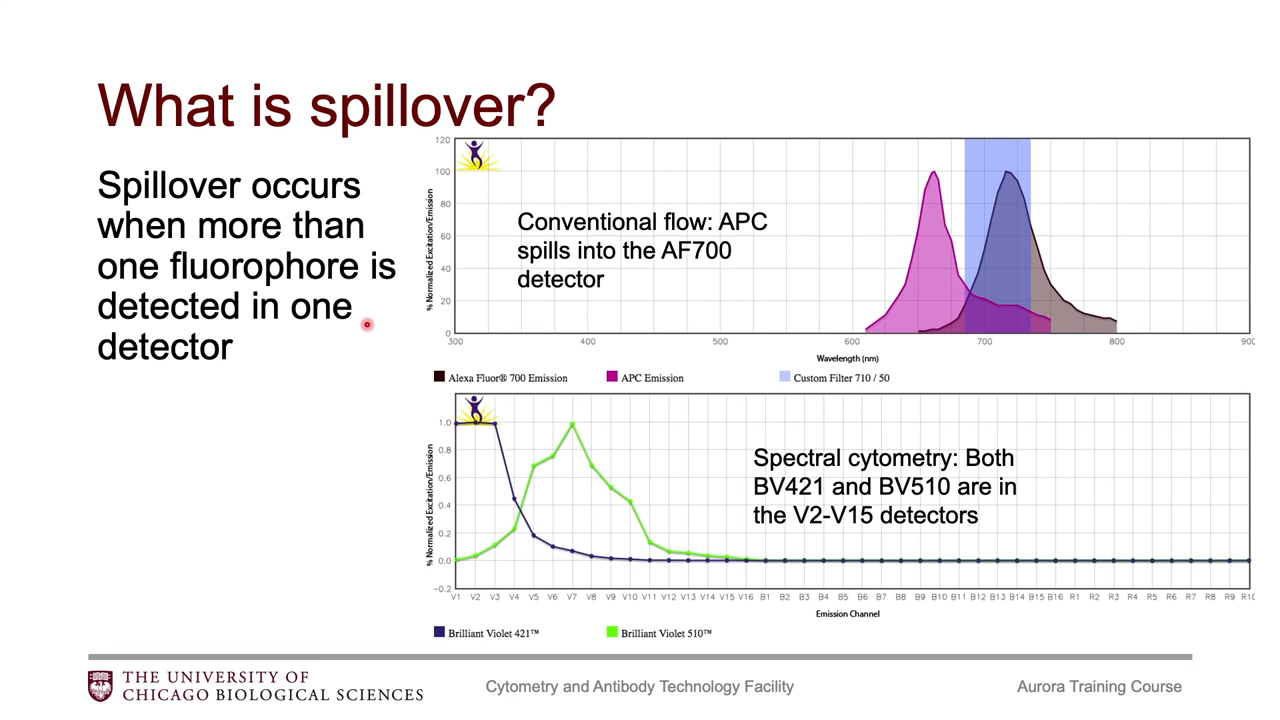 What is spillover?
Spillover occurs
when more than
one fluorophore is
detected in one
detector
120
100
80
60
40
20
0
% Normalized Excitation/Emission
Conventional flow: APC
spills into the AF700
detector
300 400 500 600 700 800 900
Wavelength (nm)
Alexa Fluor® 700 Emission APC Emission Custom Filter 710 / 50
1.0
0.8
0.6
0.4
0.2
0.0
−0.2
% Normalized Excitation/Emission
Spectral cytometry: Both
BV421 and BV510 are in
the V2-V15 detectors
V1 V2 V3 V4 V5 V6 V7 V8 V9 V10 V11 V12 V13 V14 V15 V16 B1 B2 B3 B4 B5 B6 B7 B8 B9 B10 B11 B12 B13 B14 B15 B16 R1 R2 R3 R4 R5 R6 R7 R8 R9 R10
Emission Channel
Brilliant Violet 421™ Brilliant Violet 510™
THE UNIVERSITY OF
CHICAGO BIOLOGICAL SCIENCES
Cytometry and Antibody Technology Facility
Aurora Training Course